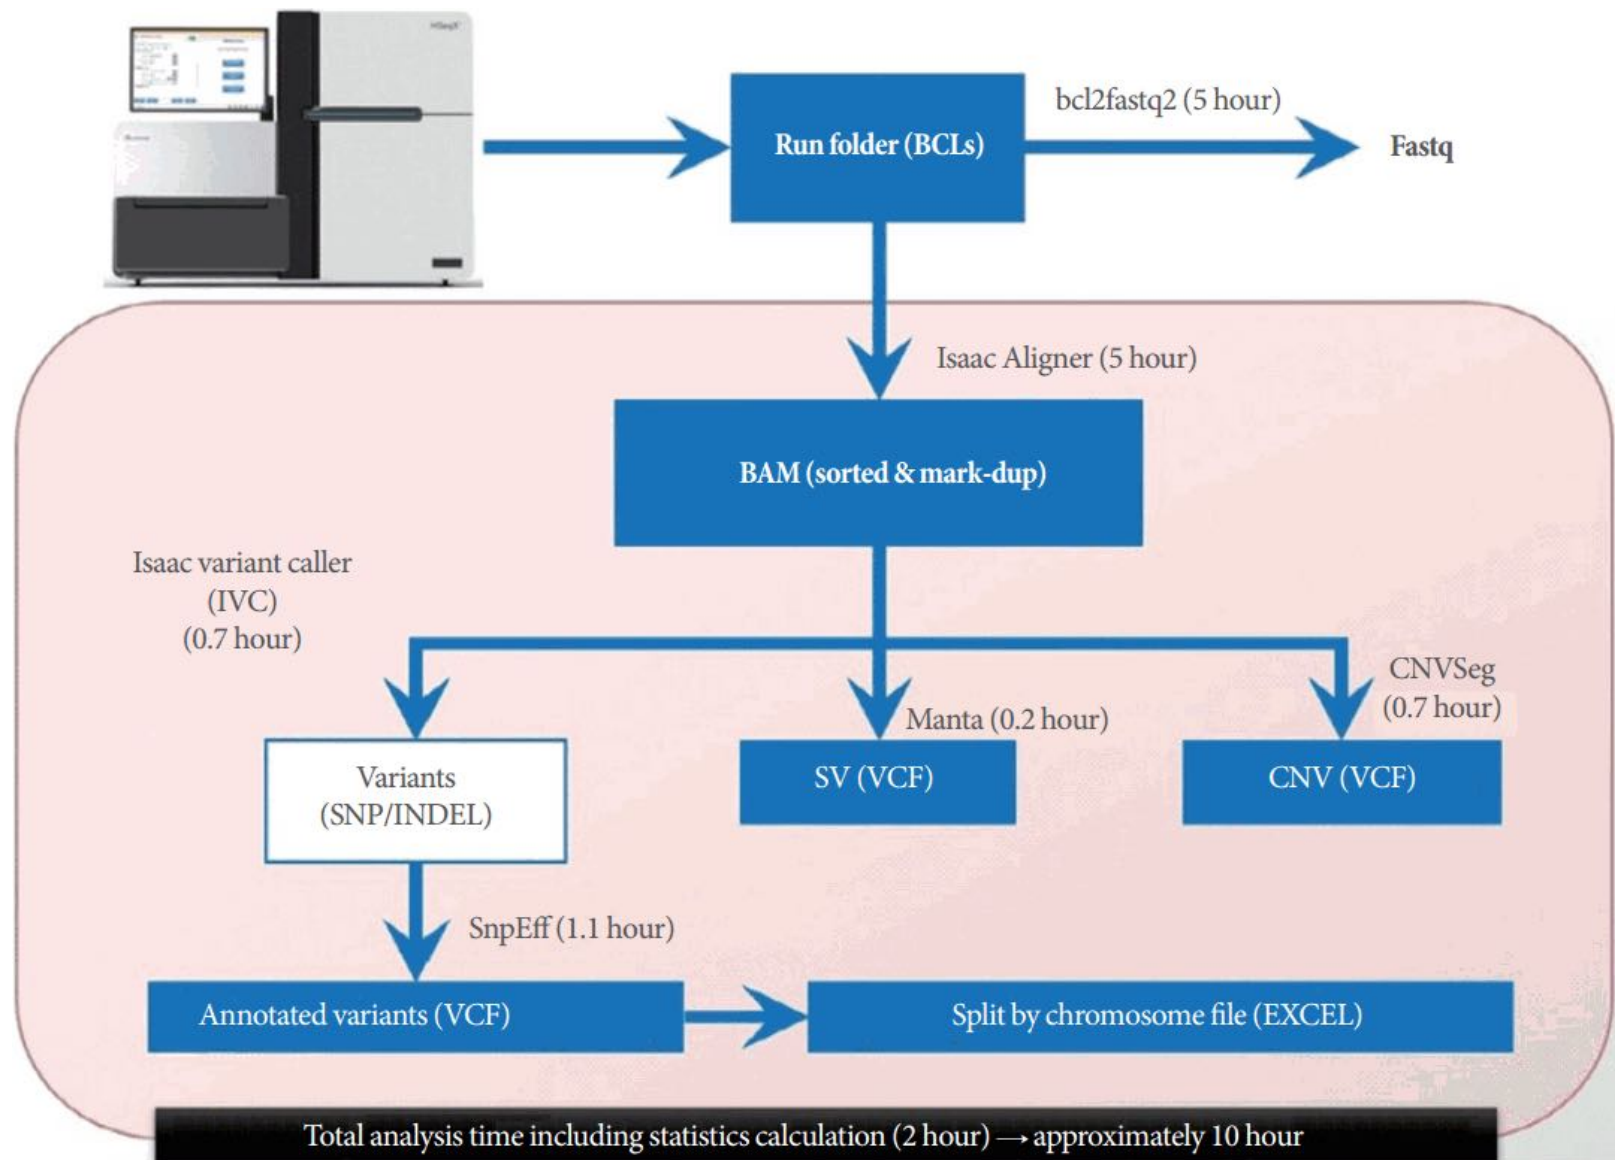 HiSeqX
Run folder (BCLs)
bcl2fastq2 (5 hour)
Fastq
Isaac Aligner (5 hour)
BAM (sorted & mark-dup)
Isaac variant caller
(IVC)
(0.7 hour)
CNVSeg
(0.7 hour)
Manta (0.2 hour)
Variants
(SNP/INDEL)
SV (VCF)
CNV (VCF)
SnpEff (1.1 hour)
Annotated variants (VCF)
Split by chromosome file (EXCEL)
Total analysis time including statistics calculation (2 hour) → approximately 10 hour